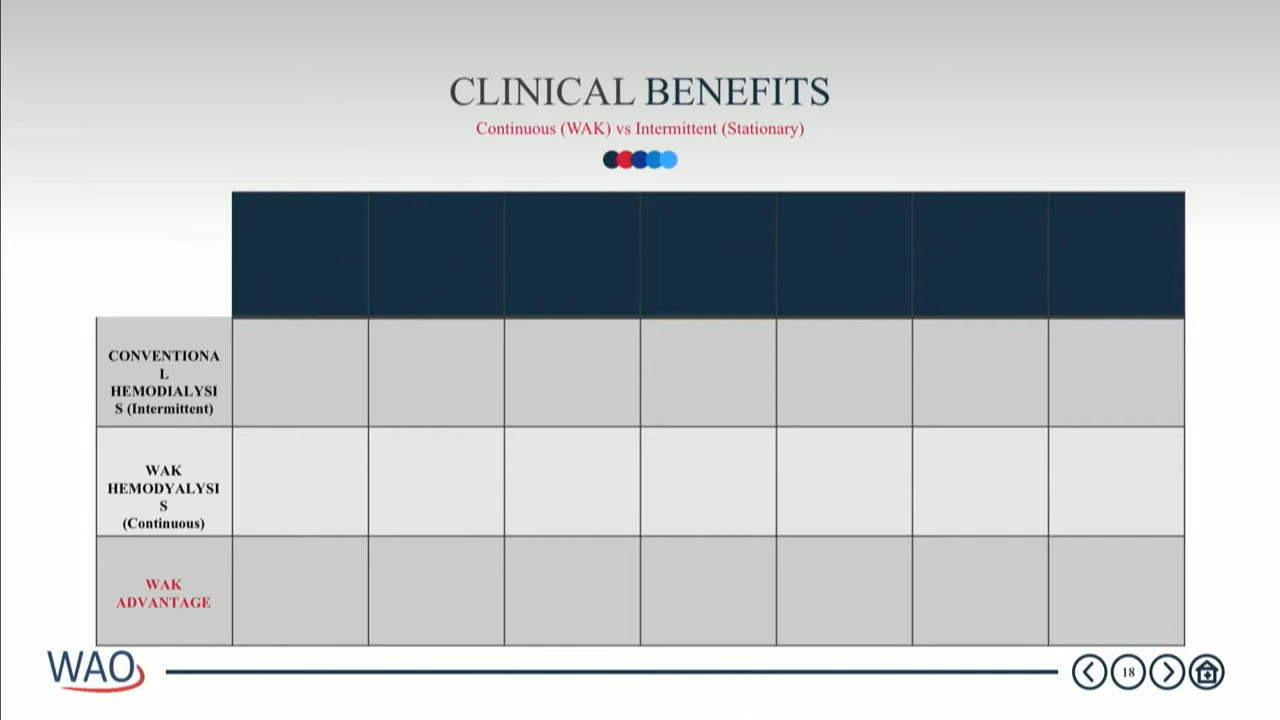 CLINICAL BENEFITS
Continuous (WAK) vs Intermittent (Stationary)
CONVENTIONA
L
HEMODIALYSI
S (Intermittent)
WAK
HEMODYALYSI
S
(Continuous)
WAK
ADVANTAGE
WAO
18